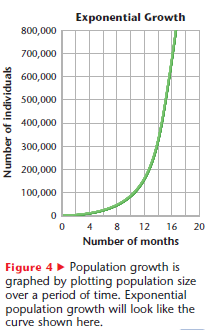 Exponential Growth
Number of individuals
800,000
700,000
600,000
500,000
400,000
300,000
200,000
100,000
0
0 4 8 12 16 20
Number of months
Figure 4 ► Population growth is
graphed by plotting population size
over a period of time. Exponential
population growth will look like the
curve shown here.